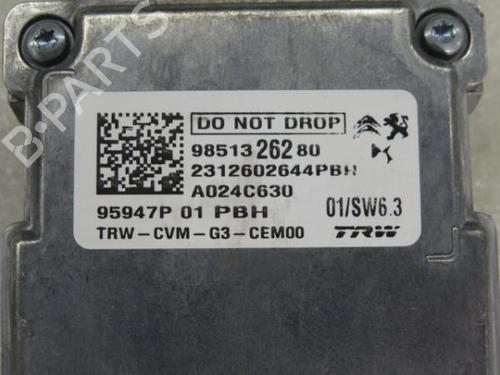 DO NOT DROP
98513 262 80
2312602644PBH
A024C630
95947P 01 PBH
01/SW6.3
TRW-CVM-G3-CEM00
TRW
B-PARTS